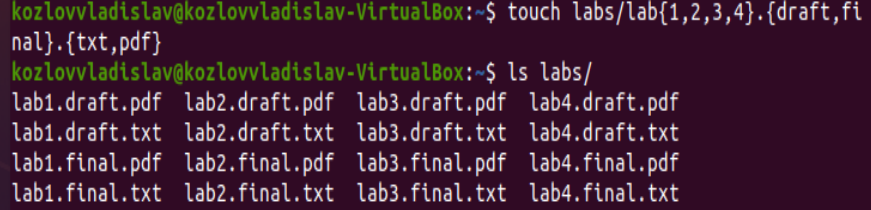 kozlovvladislav@kozlovvladislav-VirtualBox:~$ touch labs/lab{1,2,3,4}.{draft,fi
nal}.{txt,pdf}
kozlovvladislav@kozlovvladislav-VirtualBox:~$ ls labs/
lab1.draft.pdf  lab2.draft.pdf  lab3.draft.pdf  lab4.draft.pdf
lab1.draft.txt  lab2.draft.txt  lab3.draft.txt  lab4.draft.txt
lab1.final.pdf  lab2.final.pdf  lab3.final.pdf  lab4.final.pdf
lab1.final.txt  lab2.final.txt  lab3.final.txt  lab4.final.txt